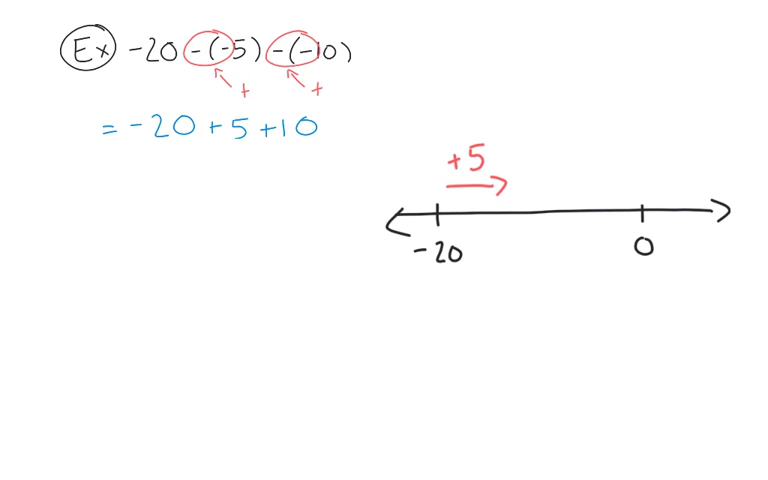 Ex -20 -(-5) -(-10)
+ +
= -20 + 5 + 10
+5
-20 0